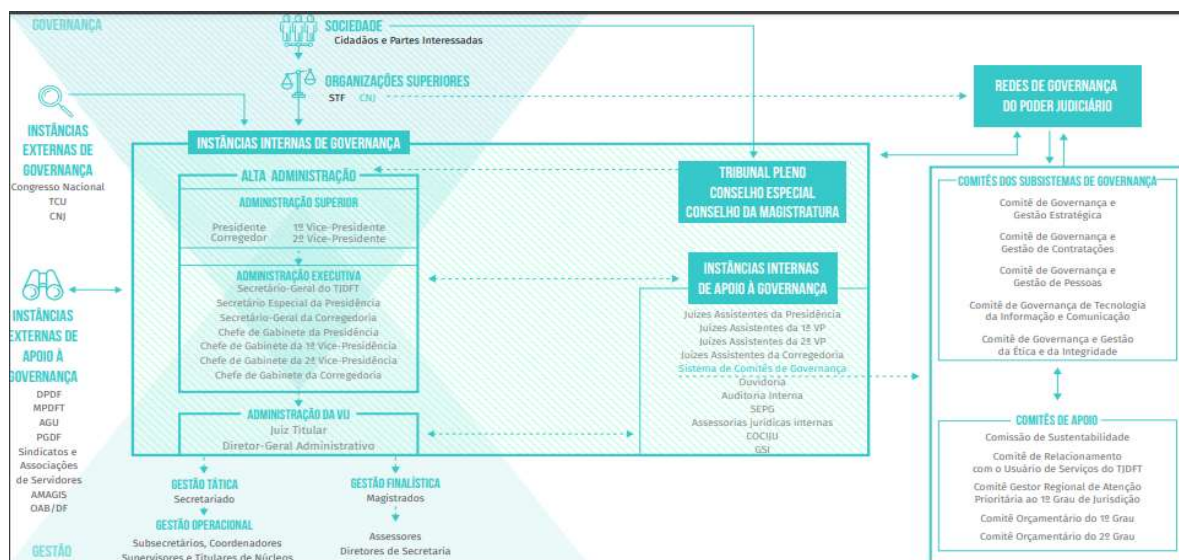 GOVERNANÇA
SOCIEDADE
Cidadãos e Partes Interessadas
ORGANIZAÇÕES SUPERIORES
STF CNJ
REDES DE GOVERNANÇA
DO PODER JUDICIÁRIO
INSTÂNCIAS
EXTERNAS DE
GOVERNANÇA
Congresso Nacional
TCU
CNJ
INSTÂNCIAS INTERNAS DE GOVERNANÇA
ALTA ADMINISTRAÇÃO
ADMINISTRAÇÃO SUPERIOR
Presidente 1º Vice-Presidente
Corregedor 2º Vice-Presidente
ADMINISTRAÇÃO EXECUTIVA
Secretário-Geral do TJDFT
Secretário Especial da Presidência
Secretário-Geral da Corregedoria
Chefe de Gabinete da Presidência
Chefe de Gabinete da 1ª Vice-Presidência
Chefe de Gabinete da 2ª Vice-Presidência
Chefe de Gabinete da Corregedoria
ADMINISTRAÇÃO DA VIJ
Juiz Titular
Diretor-Geral Administrativo
TRIBUNAL PLENO
CONSELHO ESPECIAL
CONSELHO DA MAGISTRATURA
INSTÂNCIAS INTERNAS
DE APOIO À GOVERNANÇA
Juízes Assistentes da Presidência
Juízes Assistentes da 1ª VP
Juízes Assistentes da 2ª VP
Juízes Assistentes da Corregedoria
Sistema de Comitês de Governança
Ouvidoria
Auditoria Interna
SEPG
Assessorias jurídicas internas
COCIJU
GSI
COMITÊS DOS SUBSISTEMAS DE GOVERNANÇA
Comitê de Governança e
Gestão Estratégica
Comitê de Governança e
Gestão de Contratações
Comitê de Governança e
Gestão de Pessoas
Comitê de Governança de Tecnologia
da Informação e Comunicação
Comitê de Governança e Gestão
da Ética e da Integridade
COMITÊS DE APOIO
Comissão de Sustentabilidade
Comitê de Relacionamento
com o Usuário de Serviços do TJDFT
Comitê Gestor Regional de Atenção
Prioritária ao 1º Grau de Jurisdição
Comitê Orçamentário do 1º Grau
Comitê Orçamentário do 2º Grau
INSTÂNCIAS
EXTERNAS DE
APOIO À
GOVERNANÇA
DPDF
MPDFT
AGU
PGDF
Sindicatos e
Associações
de Servidores
AMAGIS
OAB/DF
GESTÃO TÁTICA
Secretariado
GESTÃO OPERACIONAL
Subsecretários, Coordenadores
Supervisores e Titulares de Núcleos
GESTÃO FINALÍSTICA
Magistrados
Assessores
Diretores de Secretaria
GESTÃO